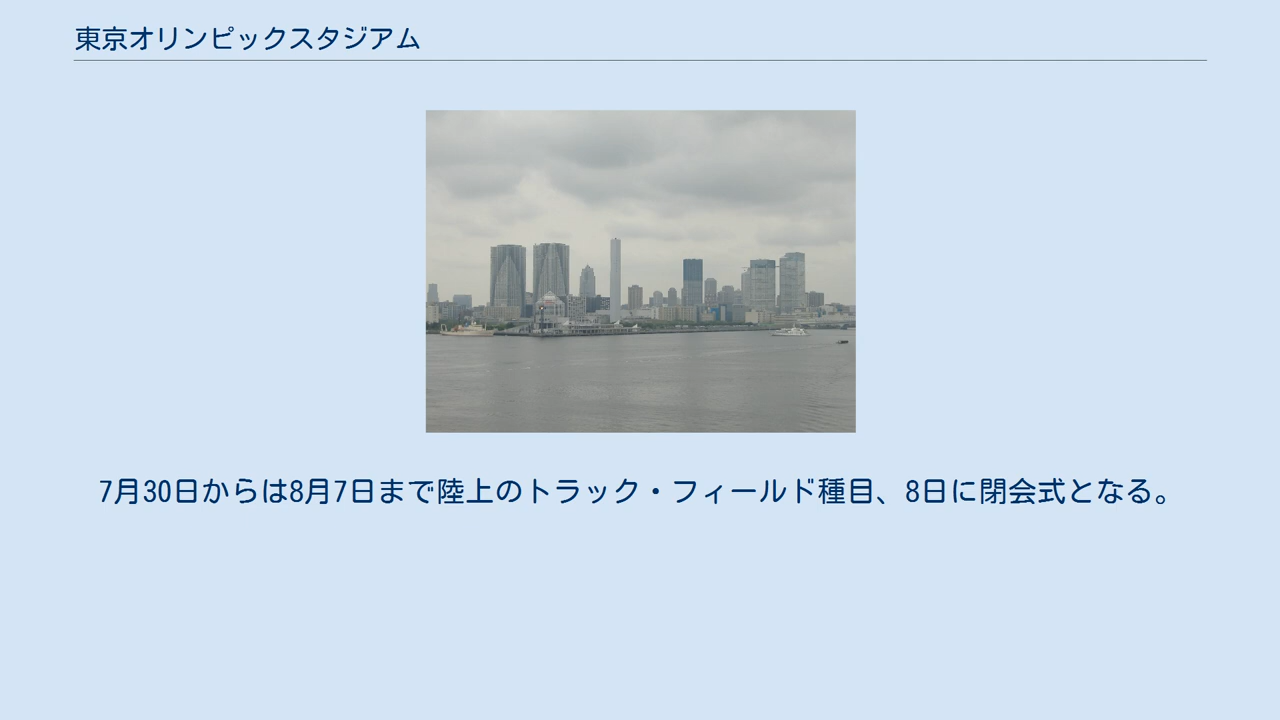 東京オリンピックスタジアム
7月30日からは8月7日まで陸上のトラック・フィールド種目、8日に閉会式となる。